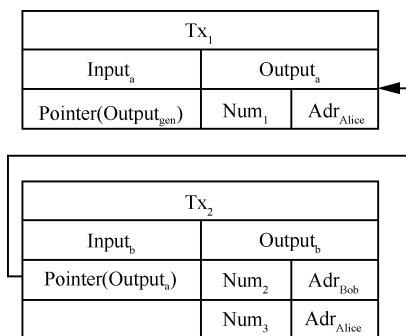 Tx1
Inputa Outputa
Pointer(Outputgen) Num1 AdrAlice
Tx2
Inputb Outputb
Pointer(Outputa) Num2 AdrBob
Num3 AdrAlice